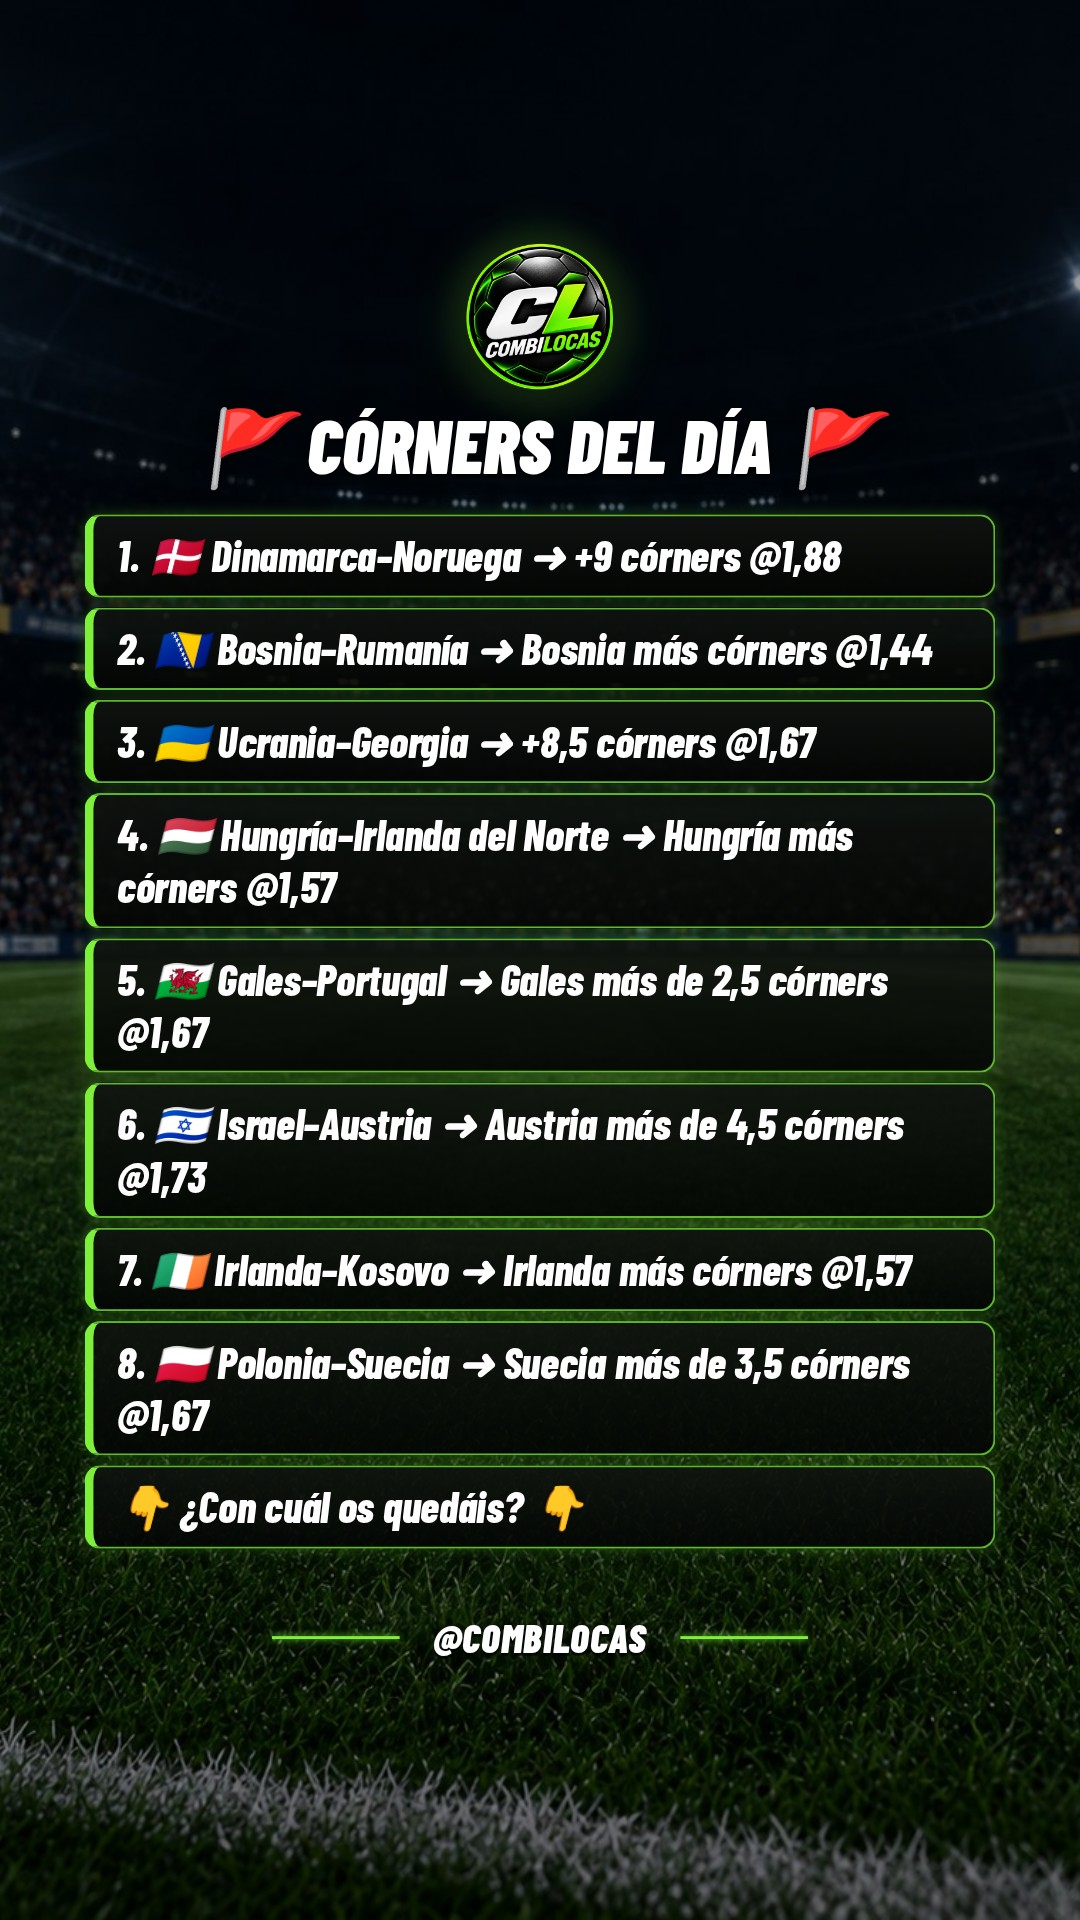 CL
COMBILOCAS
🚩 CÓRNERS DEL DÍA 🚩
1. 🇩🇰 Dinamarca-Noruega → +9 córners @1,88
2. 🇧🇦 Bosnia-Rumanía → Bosnia más córners @1,44
3. 🇺🇦 Ucrania-Georgia → +8,5 córners @1,67
4. 🇭🇺 Hungría-Irlanda del Norte → Hungría más
córners @1,57
5. 🏴󠁧󠁢󠁷󠁬󠁳󠁿 Gales-Portugal → Gales más de 2,5 córners
@1,67
6. 🇮🇱 Israel-Austria → Austria más de 4,5 córners
@1,73
7. 🇮🇪 Irlanda-Kosovo → Irlanda más córners @1,57
8. 🇵🇱 Polonia-Suecia → Suecia más de 3,5 córners
@1,67
👇 ¿Con cuál os quedáis? 👇
@COMBILOCAS